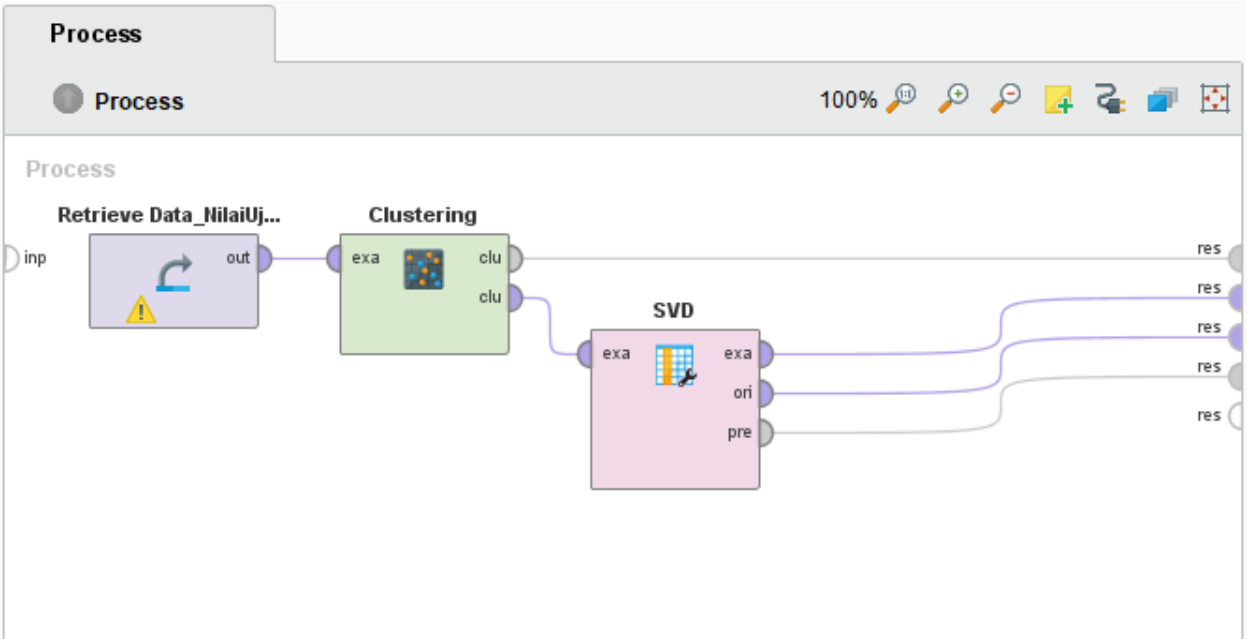 Process
Process
100%
Process
Retrieve Data_NilaiUj...
Clustering
inp
out
exa
clu
clu
SVD
exa
exa
ori
pre
res
res
res
res
res